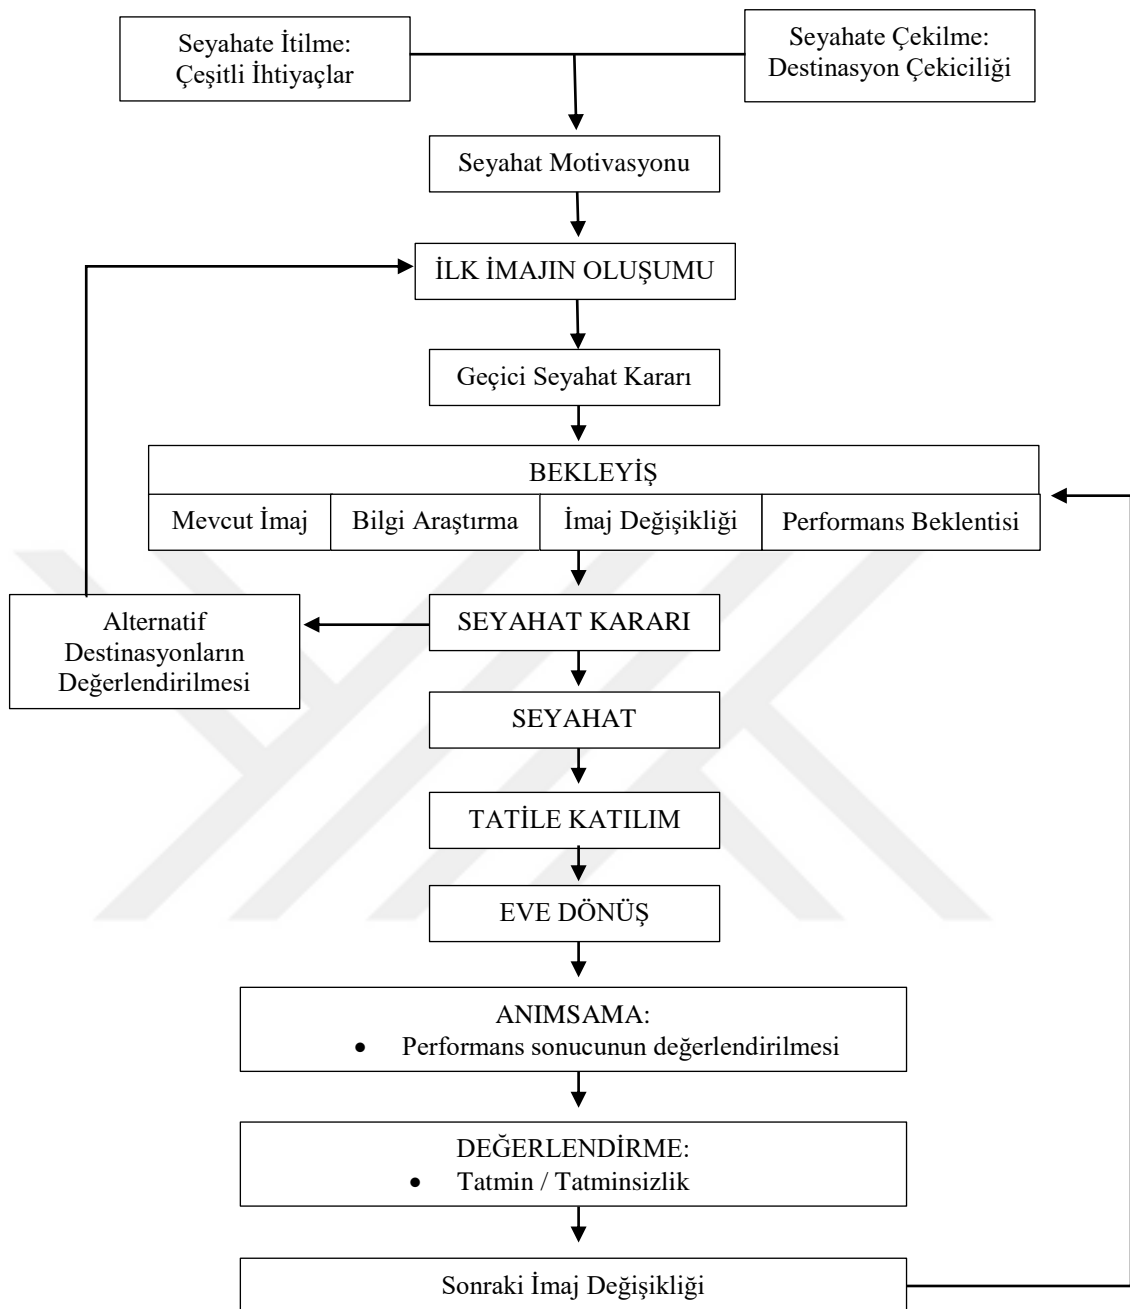 Seyahate İtilme:
Çeşitli İhtiyaçlar
Seyahate Çekilme:
Destinasyon Çekiciliği
Seyahat Motivasyonu
İLK İMAJIN OLUŞUMU
Geçici Seyahat Kararı
BEKLEYİŞ
Mevcut İmaj
Bilgi Araştırma
İmaj Değişikliği
Performans Beklentisi
Alternatif
Destinasyonların
Değerlendirilmesi
SEYAHAT KARARI
SEYAHAT
TATİLE KATILIM
EVE DÖNÜŞ
ANIMSAMA:
• Performans sonucunun değerlendirilmesi
DEĞERLENDİRME:
• Tatmin / Tatminsizlik
Sonraki İmaj Değişikliği